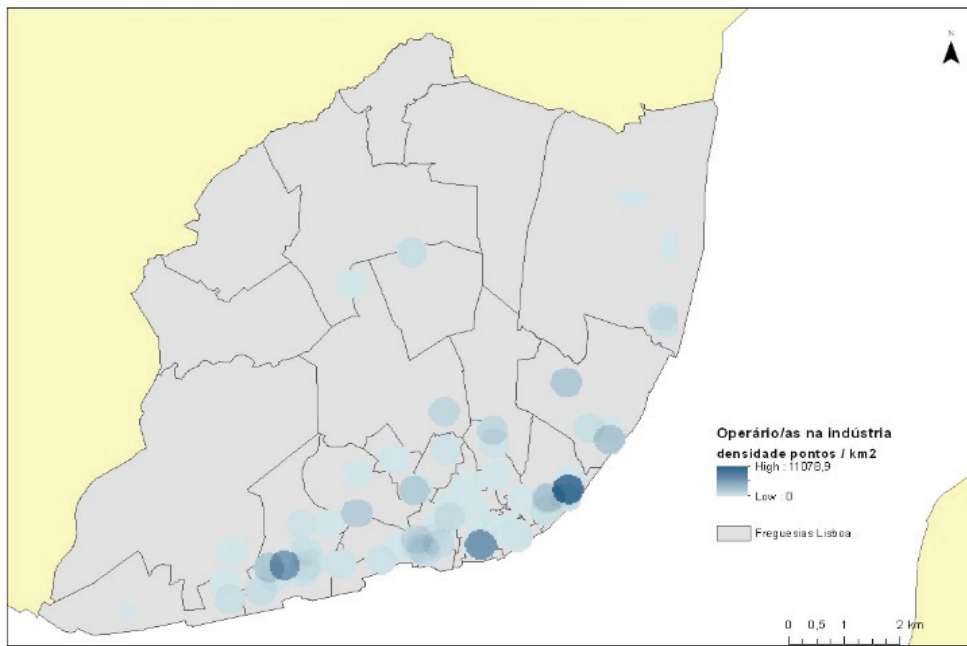 N
Operário/as na indústria
densidade pontos / km2
High : 11078,9
Low : 0
Freguesias Lisboa
0 0,5 1 2 km